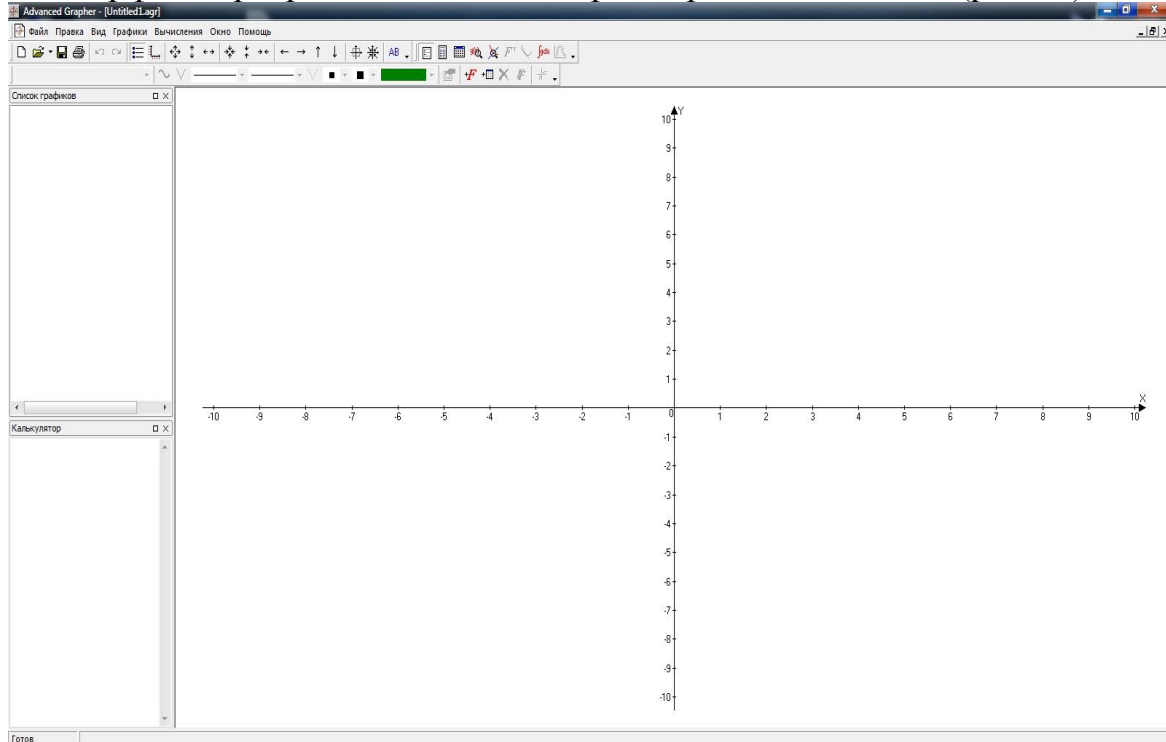 Advanced Grapher - [Untitled1.agr]
Файл Правка Вид Графики Вычисления Окно Помощь
AB
F'
∫ydx
+F
F
Список графиков
Калькулятор
Y
10
9
8
7
6
5
4
3
2
1
X
-10 -9 -8 -7 -6 -5 -4 -3 -2 -1 0 1 2 3 4 5 6 7 8 9 10
-1
-2
-3
-4
-5
-6
-7
-8
-9
-10
Готов